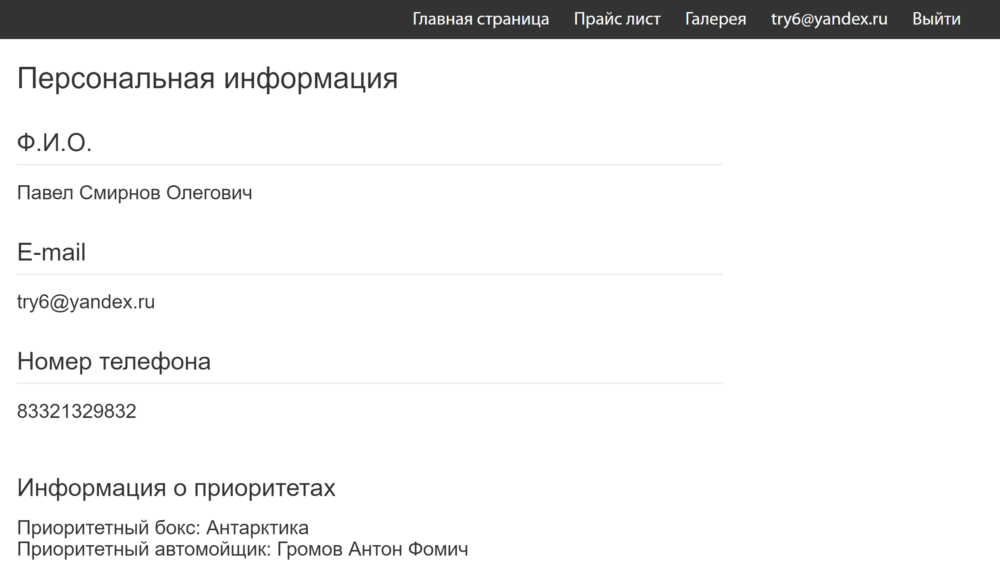 Главная страница Прайс лист Галерея try6@yandex.ru Выйти
Персональная информация
Ф.И.О.
Павел Смирнов Олегович
E-mail
try6@yandex.ru
Номер телефона
83321329832
Информация о приоритетах
Приоритетный бокс: Антарктика
Приоритетный автомойщик: Громов Антон Фомич